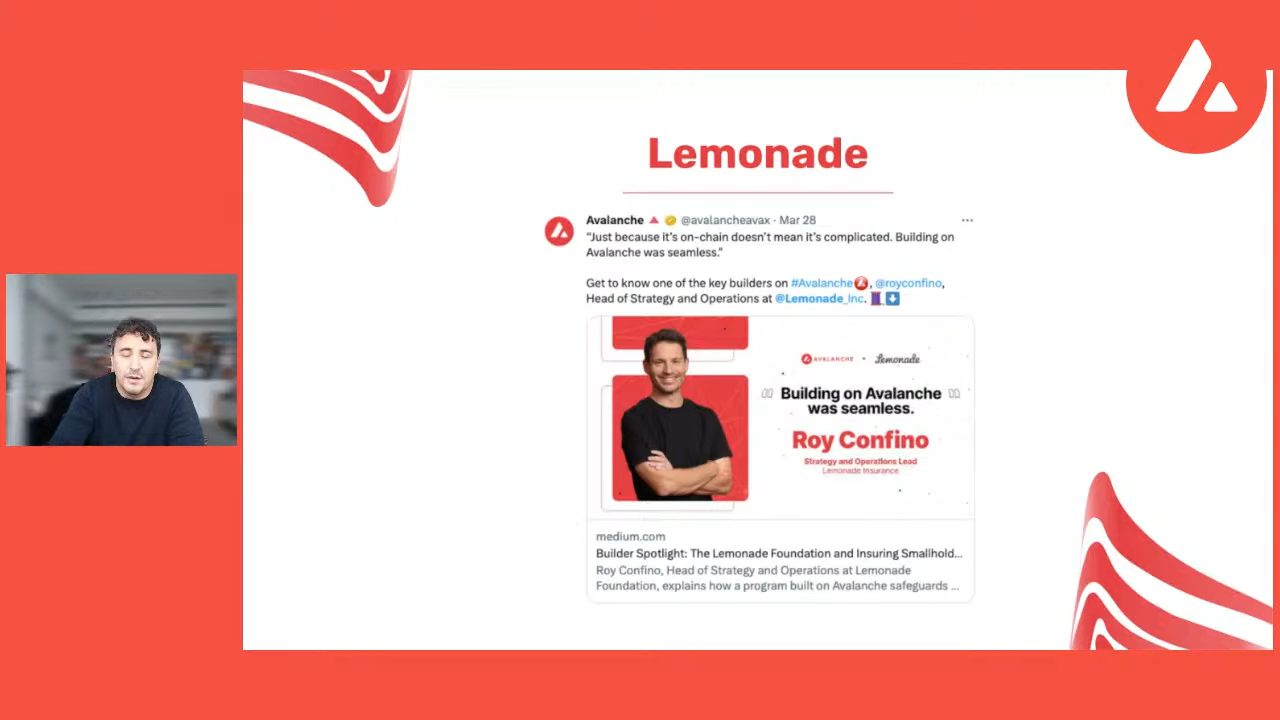 Lemonade
Avalanche 🔺 @avalancheavax · Mar 28
"Just because it's on-chain doesn't mean it's complicated. Building on
Avalanche was seamless."
Get to know one of the key builders on #Avalanche, @royconfino,
Head of Strategy and Operations at @Lemonade_Inc. 🧵⬇️
AVALANCHE • Lemonade
"Building on Avalanche
was seamless."
Roy Confino
Strategy and Operations Lead
Lemonade Insurance
medium.com
Builder Spotlight: The Lemonade Foundation and Insuring Smallhold...
Roy Confino, Head of Strategy and Operations at Lemonade
Foundation, explains how a program built on Avalanche safeguards ...